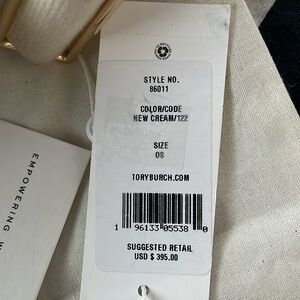 STYLE NO.
86011
COLOR/CODE
NEW CREAM/122
SIZE
OS
TORYBURCH.COM
1 96133 05538 0
SUGGESTED RETAIL
USD $ 395.00
EMPOWERING